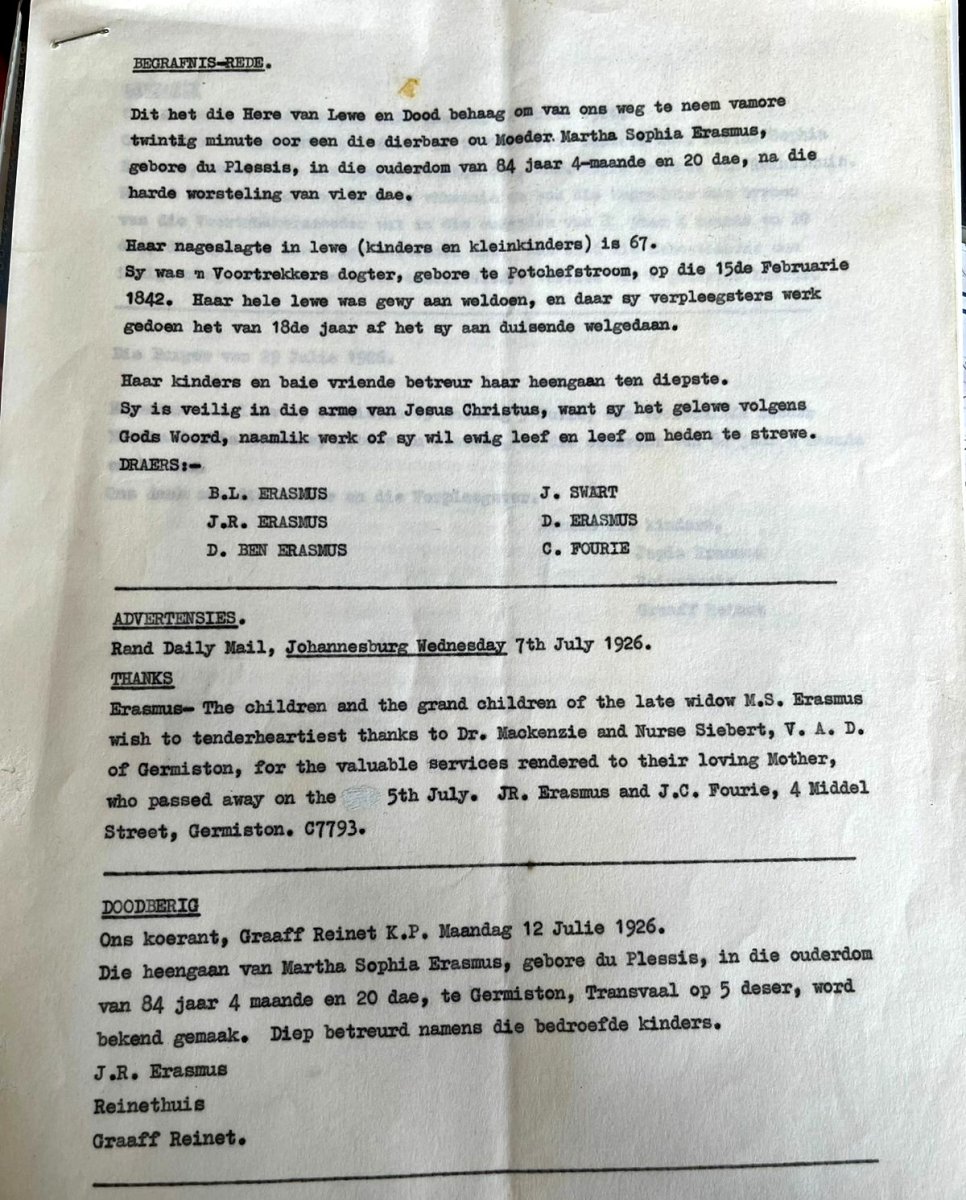 BEGRAFNIS-REDE.
Dit het die Here van Lewe en Dood behaag om van ons weg te neem vamore
twintig minute oor een die dierbare ou Moeder. Martha Sophia Erasmus,
gebore du Plessis, in die ouderdom van 84 jaar 4-maande en 20 dae, na die
harde worsteling van vier dae.
Haar nageslagte in lewe (kinders en kleinkinders) is 67.
Sy was 'n Voortrekkers dogter, gebore te Potchefstroom, op die 15de Februarie
1842. Haar hele lewe was gewy aan weldoen, en daar sy verpleegsters werk
gedoen het van 18de jaar af het sy aan duisende welgedaan.
Haar kinders en baie vriende betreur haar heengaan ten diepste.
Sy is veilig in die arme van Jesus Christus, want sy het gelewe volgens
Gods Woord, naamlik werk of sy wil ewig leef en leef om heden te strewe.
DRAERS:-
B.L. ERASMUS J. SWART
J.R. ERASMUS D. ERASMUS
D. BEN ERASMUS C. FOURIE
ADVERTENSIES.
Rand Daily Mail, Johannesburg Wednesday 7th July 1926.
THANKS
Erasmus- The children and the grand children of the late widow M.S. Erasmus
wish to tenderheartiest thanks to Dr. Mackenzie and Nurse Siebert, V. A. D.
of Germiston, for the valuable services rendered to their loving Mother,
who passed away on the 5th July. JR. Erasmus and J.C. Fourie, 4 Middel
Street, Germiston. C7793.
DOODBERIG
Ons koerant, Graaff Reinet K.P. Maandag 12 Julie 1926.
Die heengaan van Martha Sophia Erasmus, gebore du Plessis, in die ouderdom
van 84 jaar 4 maande en 20 dae, te Germiston, Transvaal op 5 deser, word
bekend gemaak. Diep betreurd namens die bedroefde kinders.
J.R. Erasmus
Reinethuis
Graaff Reinet.